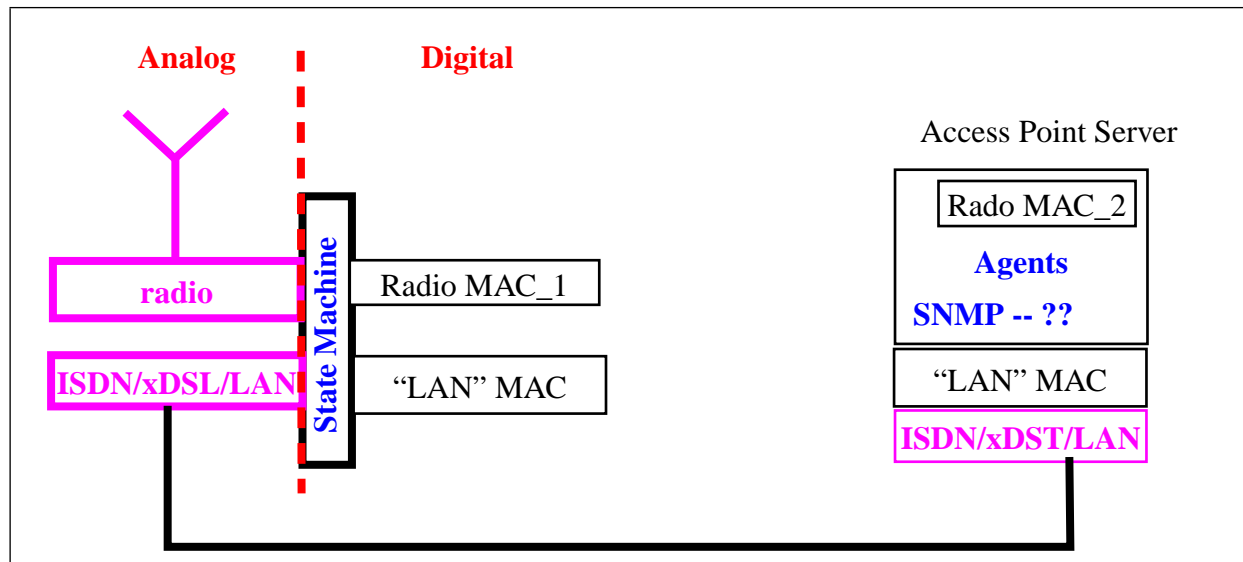 Analog
Digital
Access Point Server
Rado MAC_2
Agents
SNMP -- ??
radio
State Machine
Radio MAC_1
ISDN/xDSL/LAN
“LAN” MAC
“LAN” MAC
ISDN/xDST/LAN